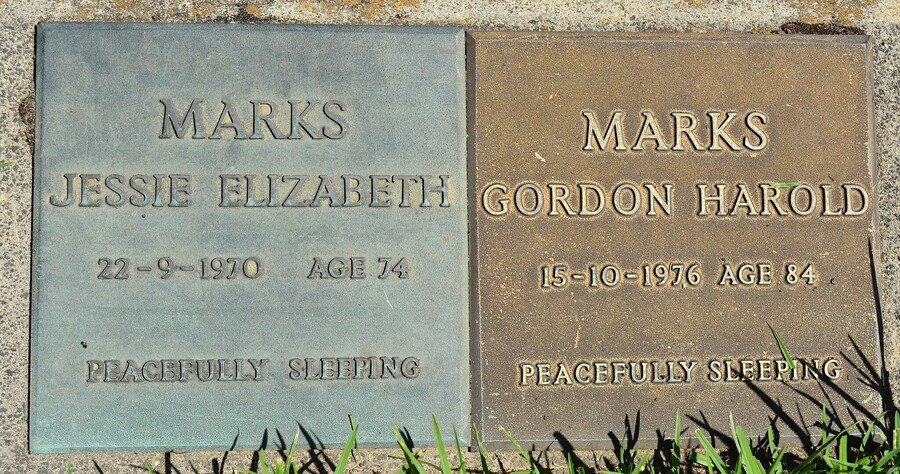 MARKS
JESSIE ELIZABETH
22-9-1970 AGE 74
PEACEFULLY SLEEPING
MARKS
GORDON HAROLD
15-10-1976 AGE 84
PEACEFULLY SLEEPING